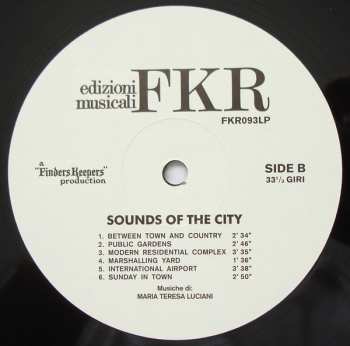 edizioni
musicali
FKR
FKR093LP
a
"Finders Keepers"
production
SIDE B
33 1/3 GIRI
SOUNDS OF THE CITY
1. BETWEEN TOWN AND COUNTRY 2' 34"
2. PUBLIC GARDENS 2' 46"
3. MODERN RESIDENTIAL COMPLEX 3' 35"
4. MARSHALLING YARD 1' 36"
5. INTERNATIONAL AIRPORT 3' 38"
6. SUNDAY IN TOWN 2' 50"
Musiche di:
MARIA TERESA LUCIANI